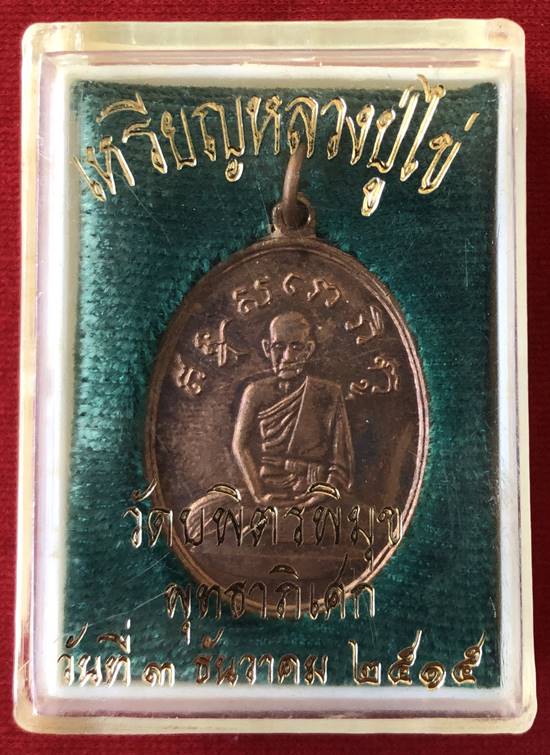 เหรียญหลวงปู่ไข่
วัดบพิตรพิมุข
พุทธาภิเศก
วันที่ ๓ ธันวาคม ๒๕๑๕